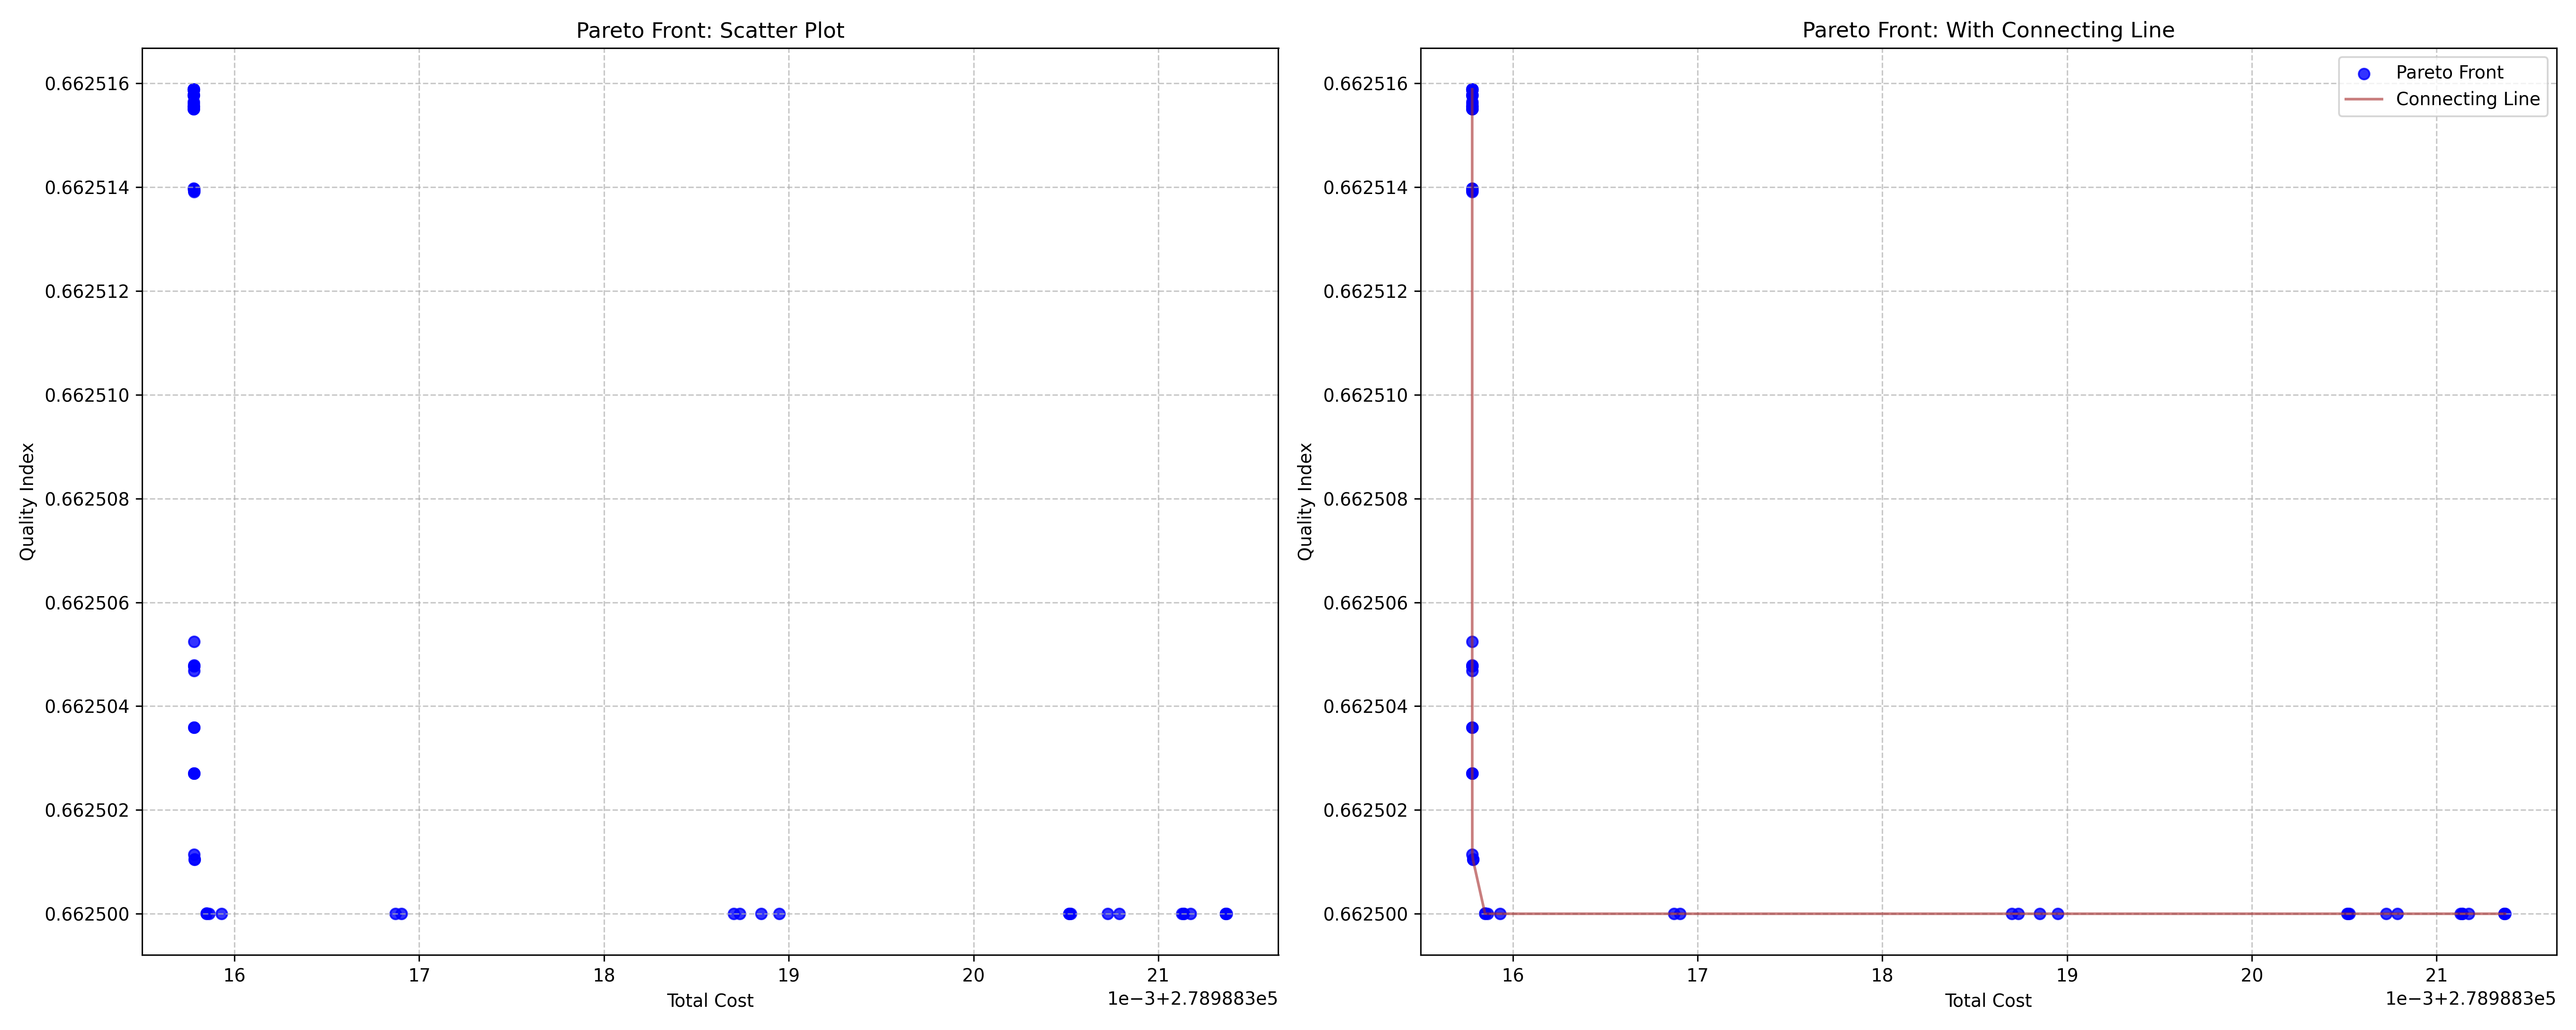 Pareto Front: Scatter Plot
0.662516
0.662514
0.662512
0.662510
0.662508
0.662506
0.662504
0.662502
0.662500
Quality Index
16 17 18 19 20 21
Total Cost
1e−3+2.789883e5
Pareto Front: With Connecting Line
Pareto Front
Connecting Line
0.662516
0.662514
0.662512
0.662510
0.662508
0.662506
0.662504
0.662502
0.662500
Quality Index
16 17 18 19 20 21
Total Cost
1e−3+2.789883e5